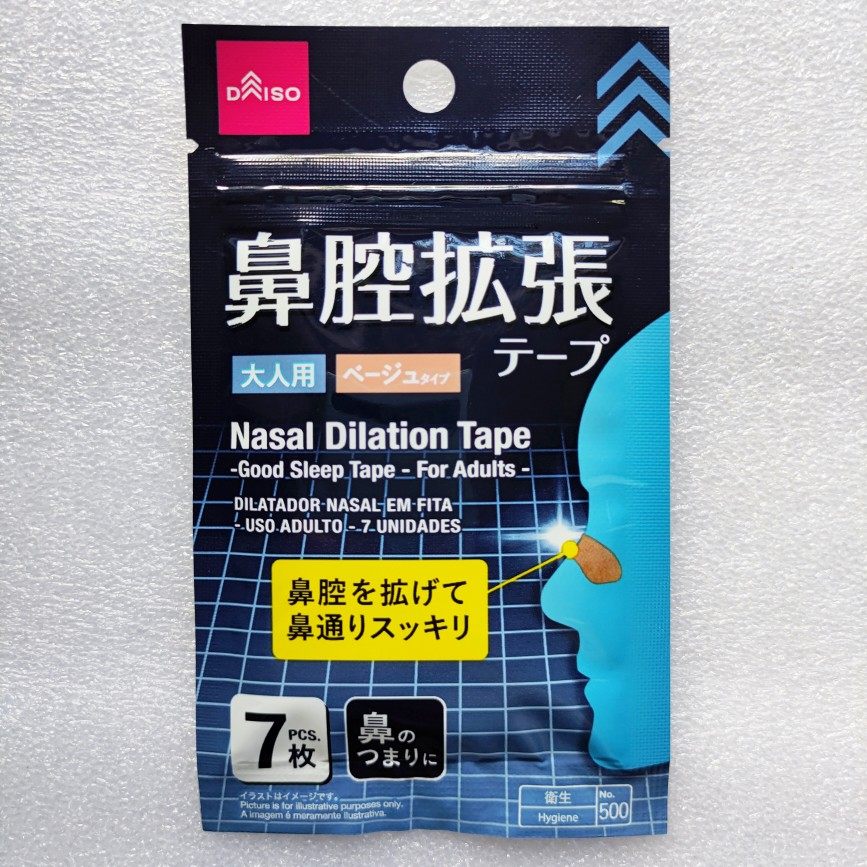 DAISO
鼻腔拡張
テープ
大人用 ベージュタイプ
Nasal Dilation Tape
-Good Sleep Tape - For Adults -
DILATADOR NASAL EM FITA
- USO ADULTO - 7 UNIDADES
鼻腔を拡げて
鼻通りスッキリ
7 PCS. 枚
鼻の
つまりに
イラストはイメージです。
Picture is for illustrative purposes only.
A imagem é meramente ilustrativa.
衛生
Hygiene
No.
500